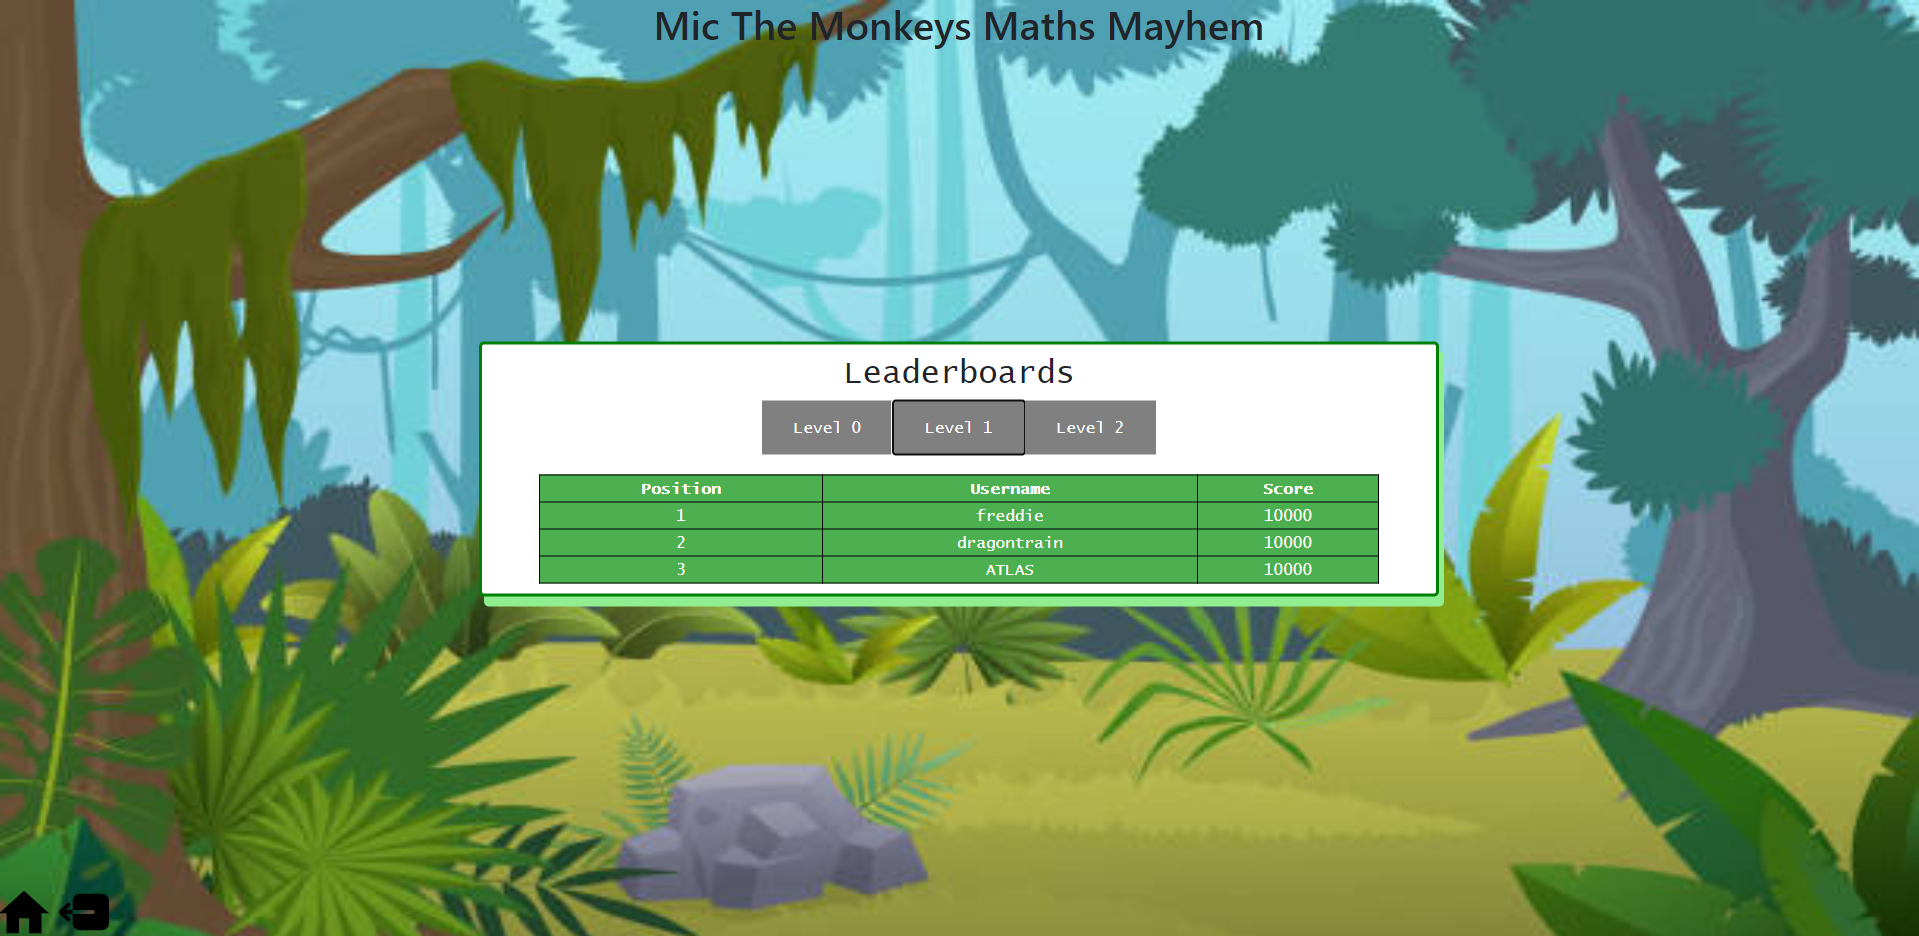 Mic The Monkeys Maths Mayhem
Leaderboards
Level 0 Level 1 Level 2
Position Username Score
1 freddie 10000
2 dragontrain 10000
3 ATLAS 10000